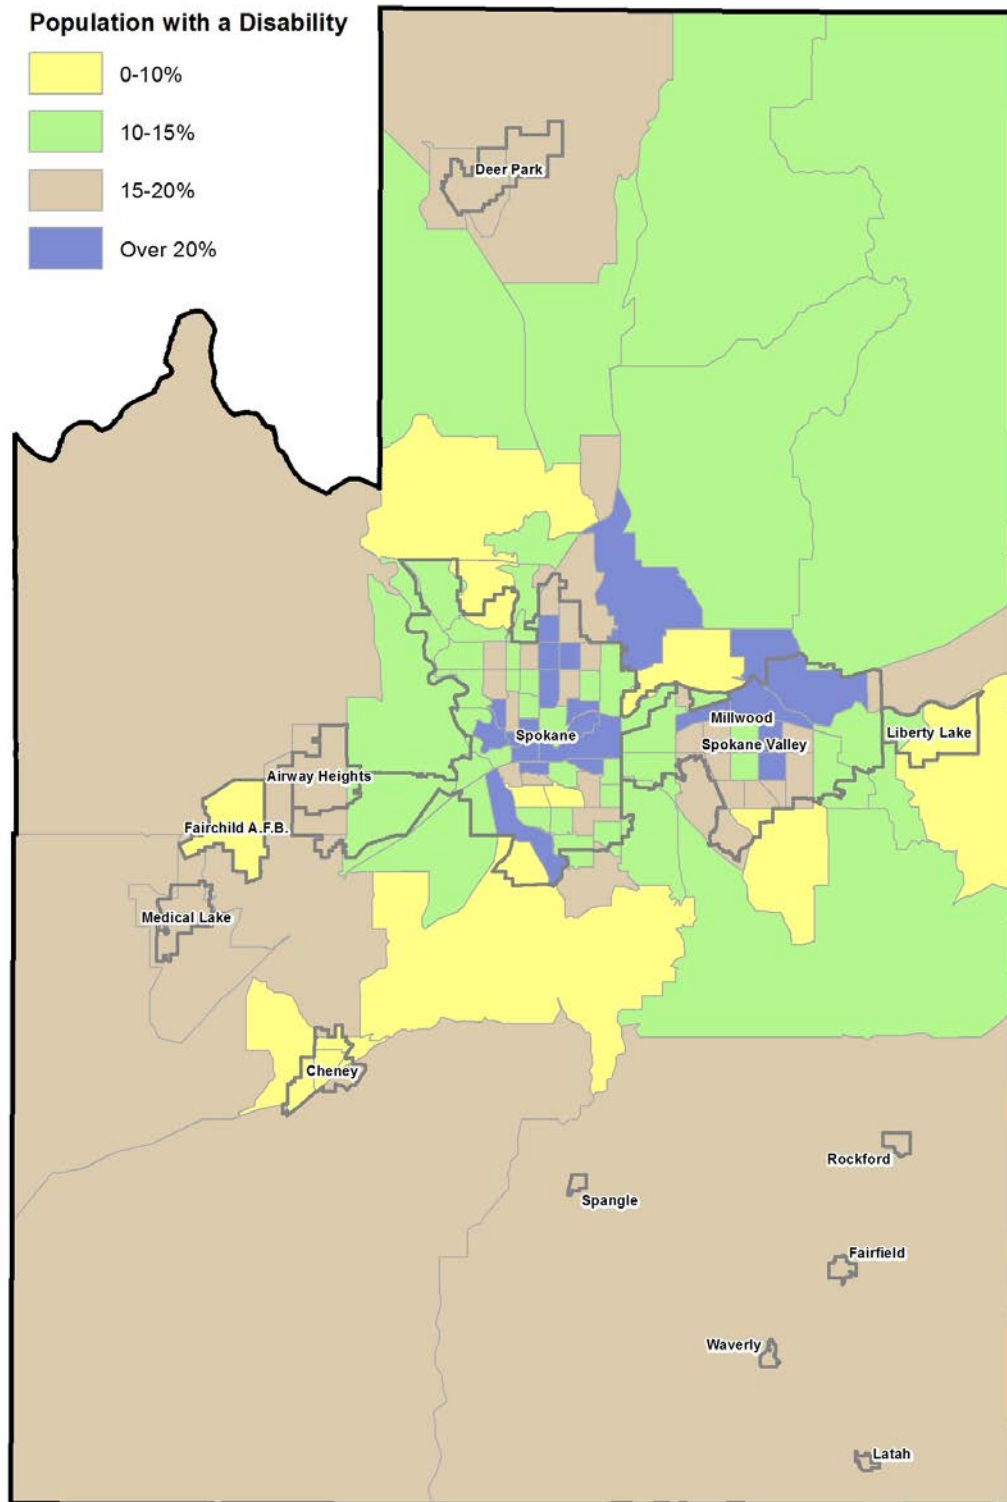 Population with a Disability
0-10%
10-15%
15-20%
Over 20%
Deer Park
Millwood
Spokane
Liberty Lake
Spokane Valley
Airway Heights
Fairchild A.F.B.
Medical Lake
Cheney
Rockford
Spangle
Fairfield
Waverly
Latah